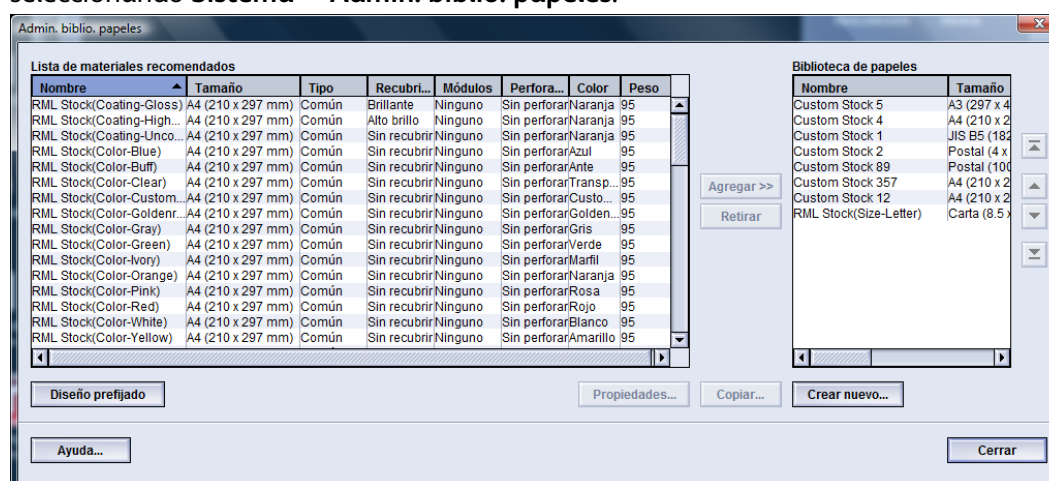 seleccionando Sistema > Admin. biblio. papeles.
Admin. biblio. papeles
Lista de materiales recomendados
Nombre Tamaño Tipo Recubri... Módulos Perfora... Color Peso
RML Stock(Coating-Gloss) A4 (210 x 297 mm) Común Brillante Ninguno Sin perforar Naranja 95
RML Stock(Coating-High... A4 (210 x 297 mm) Común Alto brillo Ninguno Sin perforar Naranja 95
RML Stock(Coating-Unco... A4 (210 x 297 mm) Común Sin recubrir Ninguno Sin perforar Naranja 95
RML Stock(Color-Blue) A4 (210 x 297 mm) Común Sin recubrir Ninguno Sin perforar Azul 95
RML Stock(Color-Buff) A4 (210 x 297 mm) Común Sin recubrir Ninguno Sin perforar Ante 95
RML Stock(Color-Clear) A4 (210 x 297 mm) Común Sin recubrir Ninguno Sin perforar Transp... 95
RML Stock(Color-Custom... A4 (210 x 297 mm) Común Sin recubrir Ninguno Sin perforar Custo... 95
RML Stock(Color-Goldenr... A4 (210 x 297 mm) Común Sin recubrir Ninguno Sin perforar Golden... 95
RML Stock(Color-Gray) A4 (210 x 297 mm) Común Sin recubrir Ninguno Sin perforar Gris 95
RML Stock(Color-Green) A4 (210 x 297 mm) Común Sin recubrir Ninguno Sin perforar Verde 95
RML Stock(Color-Ivory) A4 (210 x 297 mm) Común Sin recubrir Ninguno Sin perforar Marfil 95
RML Stock(Color-Orange) A4 (210 x 297 mm) Común Sin recubrir Ninguno Sin perforar Naranja 95
RML Stock(Color-Pink) A4 (210 x 297 mm) Común Sin recubrir Ninguno Sin perforar Rosa 95
RML Stock(Color-Red) A4 (210 x 297 mm) Común Sin recubrir Ninguno Sin perforar Rojo 95
RML Stock(Color-White) A4 (210 x 297 mm) Común Sin recubrir Ninguno Sin perforar Blanco 95
RML Stock(Color-Yellow) A4 (210 x 297 mm) Común Sin recubrir Ninguno Sin perforar Amarillo 95
Agregar >>
Retirar
Biblioteca de papeles
Nombre Tamaño
Custom Stock 5 A3 (297 x 4
Custom Stock 4 A4 (210 x 2
Custom Stock 1 JIS B5 (182
Custom Stock 2 Postal (4 x
Custom Stock 89 Postal (100
Custom Stock 357 A4 (210 x 2
Custom Stock 12 A4 (210 x 2
RML Stock(Size-Letter) Carta (8.5 x
Diseño prefijado Propiedades... Copiar... Crear nuevo...
Ayuda... Cerrar